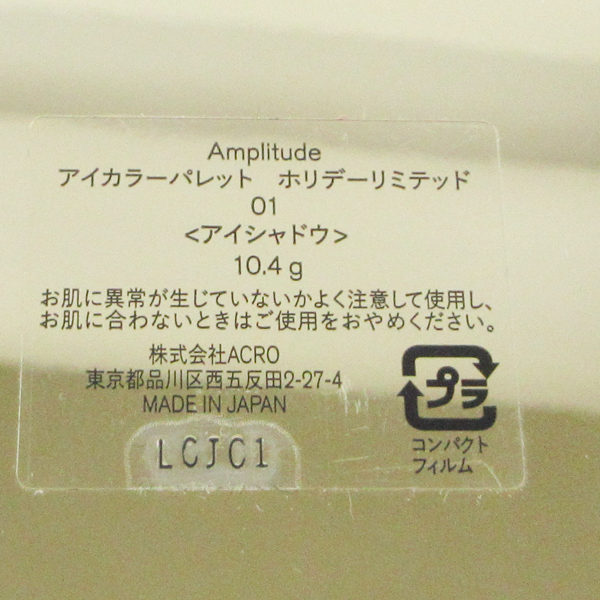 Amplitude
アイカラーパレット ホリデーリミテッド
01
<アイシャドウ>
10.4 g
お肌に異常が生じていないかよく注意して使用し、
お肌に合わないときはご使用をおやめください。
株式会社ACRO
東京都品川区西五反田2-27-4
MADE IN JAPAN
LCJC1
プラ
コンパクト
フィルム